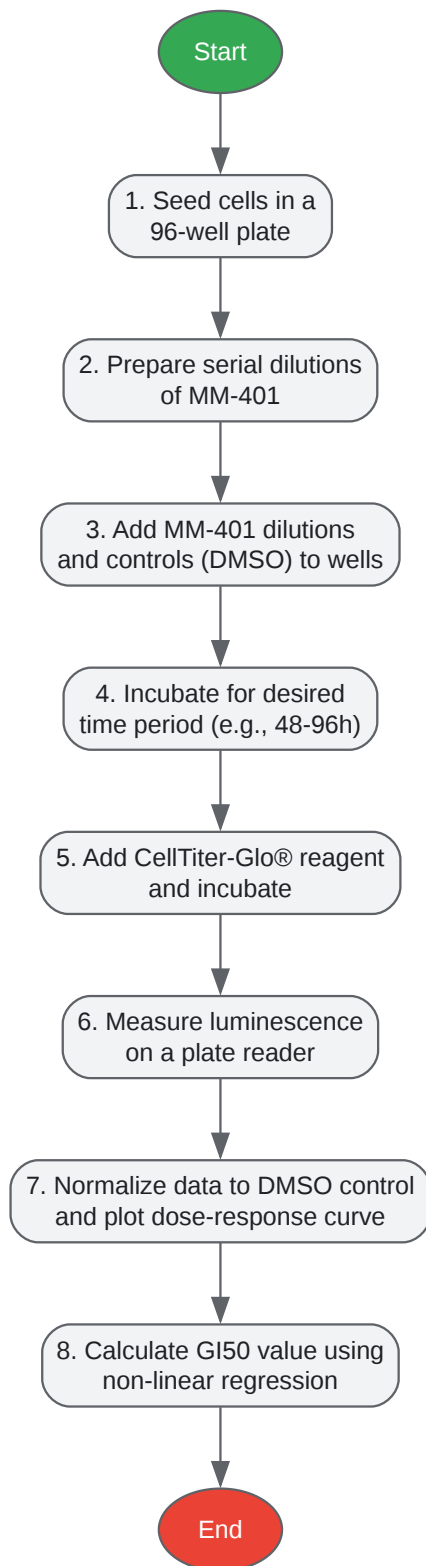 Start
1. Seed cells in a
96-well plate
2. Prepare serial dilutions
of MM-401
3. Add MM-401 dilutions
and controls (DMSO) to wells
4. Incubate for desired
time period (e.g., 48-96h)
5. Add CellTiter-Glo® reagent
and incubate
6. Measure luminescence
on a plate reader
7. Normalize data to DMSO control
and plot dose-response curve
8. Calculate GI50 value using
non-linear regression
End